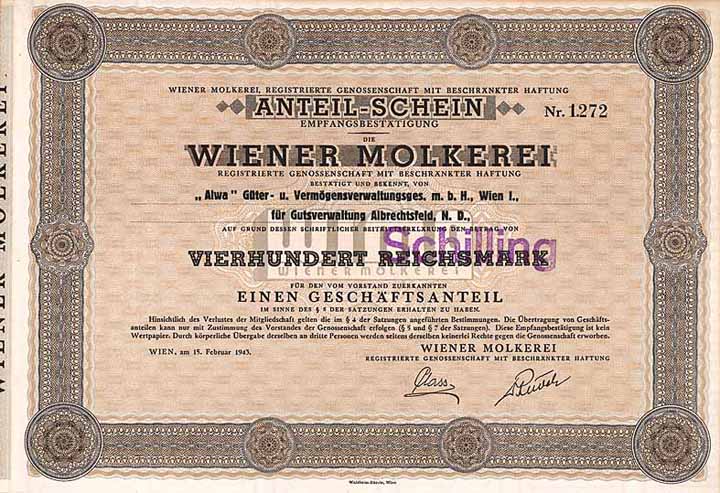 WIENER MOLKEREI, REGISTRIERTE GENOSSENSCHAFT MIT BESCHRÄNKTER HAFTUNG
ANTEIL-SCHEIN
Nr. 1272
EMPFANGSBESTÄTIGUNG
DIE
WIENER MOLKEREI
REGISTRIERTE GENOSSENSCHAFT MIT BESCHRÄNKTER HAFTUNG
BESTÄTIGT UND BEKENNT, VON
„Alwa" Güter- u. Vermögensverwaltungsges. m. b. H., Wien I.,
für Gutsverwaltung Albrechtsfeld, N. D.,
AUF GRUND DESSEN SCHRIFTLICHER BEITRITTSERKLÄRUNG DEN BETRAG VON
Schilling
VIERHUNDERT REICHSMARK
WIENER MOLKEREI
FÜR DEN VOM VORSTAND ZUERKANNTEN
EINEN GESCHÄFTSANTEIL
IM SINNE DES § 5 DER SATZUNGEN ERHALTEN ZU HABEN.
Hinsichtlich des Verlustes der Mitgliedschaft gelten die im § 4 der Satzungen angeführten Bestimmungen. Die Übertragung von Geschäfts-
anteilen kann nur mit Zustimmung des Vorstandes der Genossenschaft erfolgen (§ 5 und § 7 der Satzungen). Diese Empfangsbestätigung ist kein
Wertpapier. Durch körperliche Übergabe derselben an dritte Personen werden seitens derselben keinerlei Rechte gegen die Genossenschaft erworben.
WIEN, am 15. Februar 1943.
WIENER MOLKEREI
REGISTRIERTE GENOSSENSCHAFT MIT BESCHRÄNKTER HAFTUNG
Waldheim-Eberle, Wien
WIENER MOLKEREI